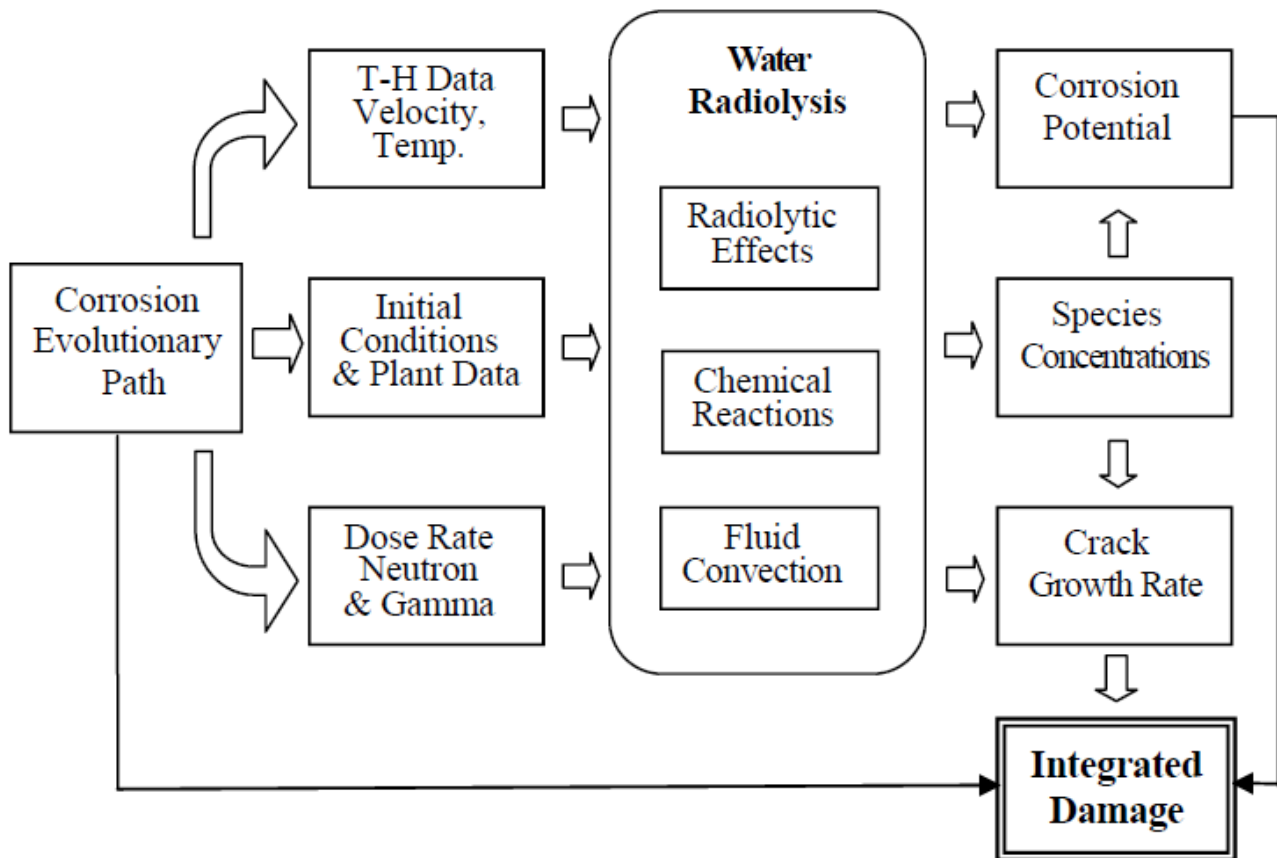 Corrosion
Evolutionary
Path
T-H Data
Velocity,
Temp.
Initial
Conditions
& Plant Data
Dose Rate
Neutron
& Gamma
Water
Radiolysis
Radiolytic
Effects
Chemical
Reactions
Fluid
Convection
Corrosion
Potential
Species
Concentrations
Crack
Growth Rate
Integrated
Damage